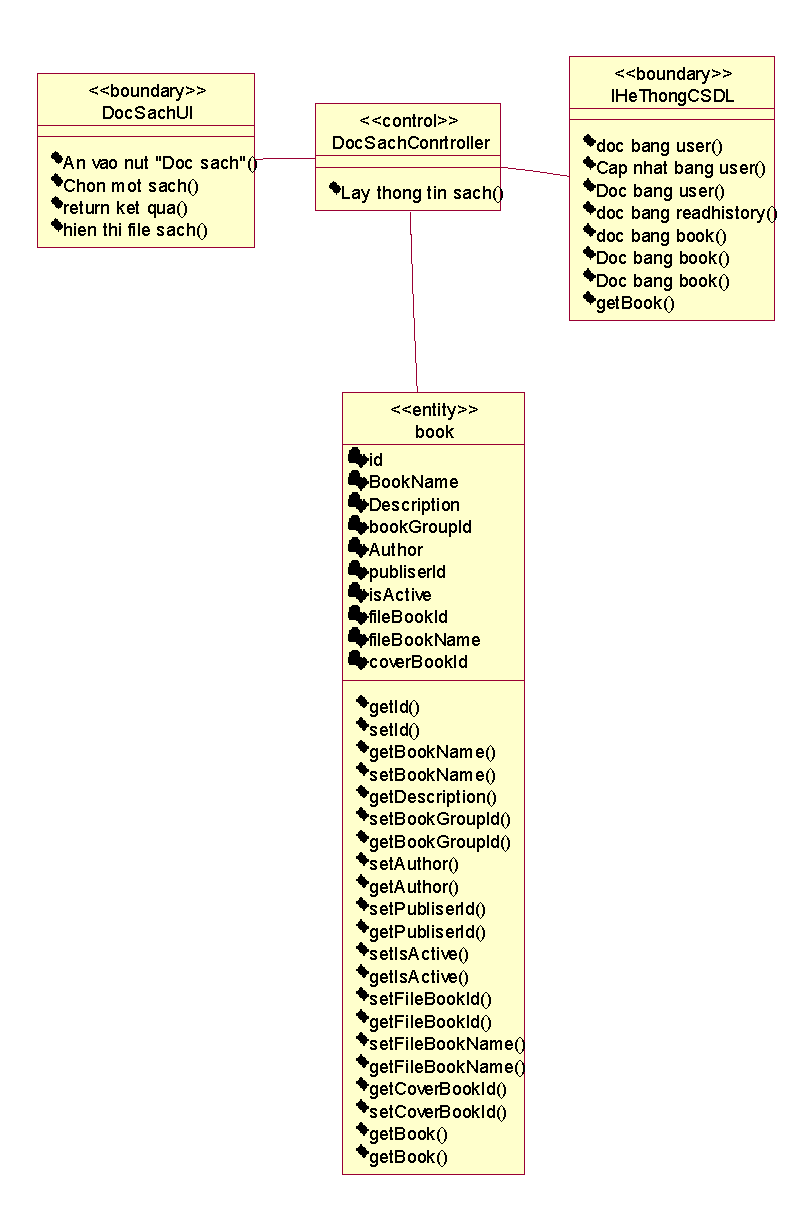 <<boundary>>
DocSachUI
An vao nut "Doc sach"()
Chon mot sach()
return ket qua()
hien thi file sach()
<<control>>
DocSachConrtroller
Lay thong tin sach()
<<boundary>>
IHeThongCSDL
doc bang user()
Cap nhat bang user()
Doc bang user()
doc bang readhistory()
doc bang book()
Doc bang book()
Doc bang book()
getBook()
<<entity>>
book
id
BookName
Description
bookGroupId
Author
publiserId
isActive
fileBookId
fileBookName
coverBookId
getId()
setId()
getBookName()
setBookName()
getDescription()
setBookGroupId()
getBookGroupId()
setAuthor()
getAuthor()
setPubliserId()
getPubliserId()
setIsActive()
getIsActive()
setFileBookId()
getFileBookId()
setFileBookName()
getFileBookName()
getCoverBookId()
setCoverBookId()
getBook()
getBook()